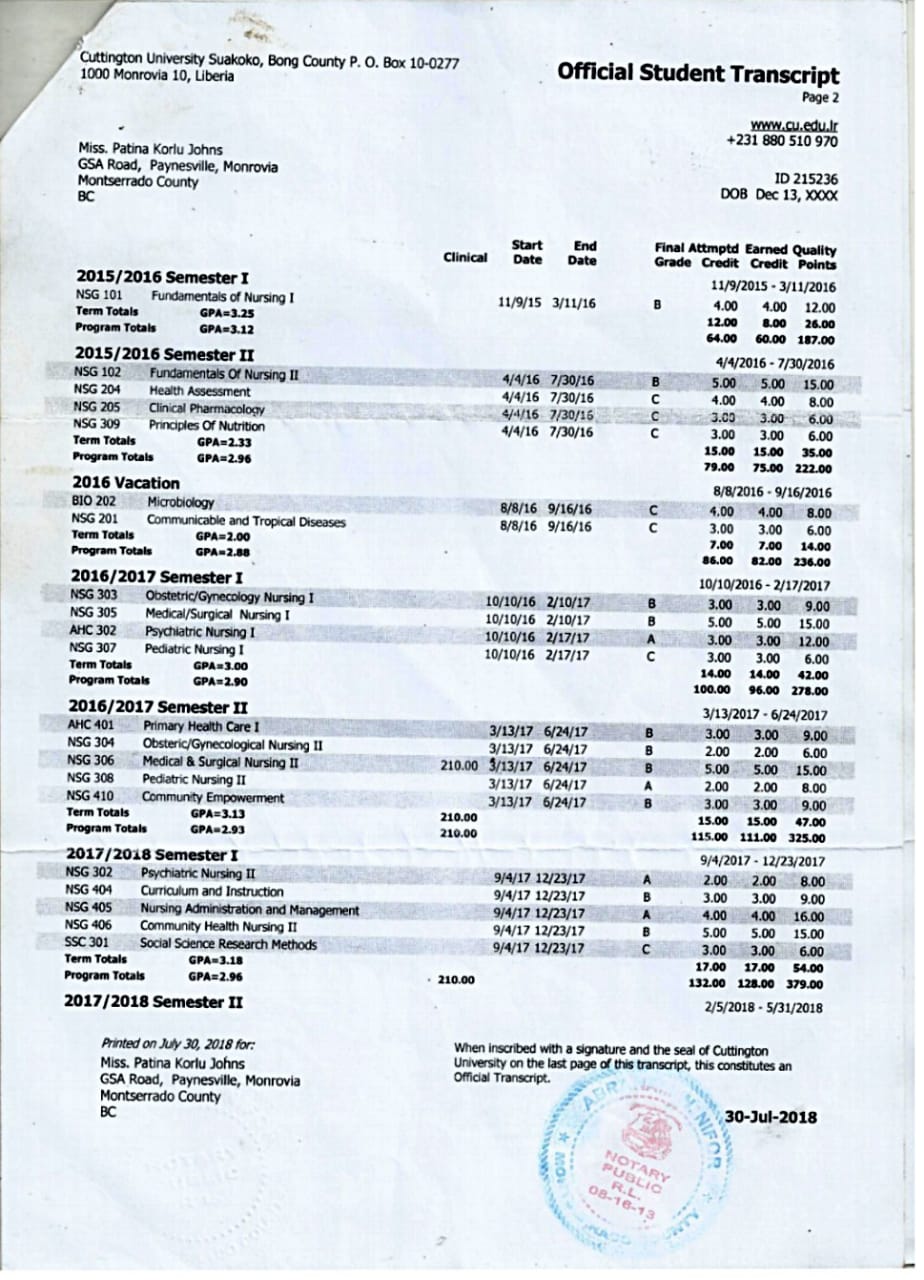 Cuttington University Suakoko, Bong County P. O. Box 10-0277
1000 Monrovia 10, Liberia
Official Student Transcript
Page 2
www.cu.edu.lr
+231 880 510 970
Miss. Patina Korlu Johns
GSA Road, Paynesville, Monrovia
Montserrado County
BC
ID 215236
DOB Dec 13, XXXX
Clinical Start Date End Date Final Grade Attmptd Credit Earned Credit Quality Points
2015/2016 Semester I 11/9/2015 - 3/11/2016
NSG 101 Fundamentals of Nursing I 11/9/15 3/11/16 B 4.00 4.00 12.00
Term Totals GPA=3.25 12.00 8.00 26.00
Program Totals GPA=3.12 64.00 60.00 187.00
2015/2016 Semester II 4/4/2016 - 7/30/2016
NSG 102 Fundamentals Of Nursing II 4/4/16 7/30/16 B 5.00 5.00 15.00
NSG 204 Health Assessment 4/4/16 7/30/16 C 4.00 4.00 8.00
NSG 205 Clinical Pharmacology 4/4/16 7/30/16 C 3.00 3.00 6.00
NSG 309 Principles Of Nutrition 4/4/16 7/30/16 C 3.00 3.00 6.00
Term Totals GPA=2.33 15.00 15.00 35.00
Program Totals GPA=2.96 79.00 75.00 222.00
2016 Vacation 8/8/2016 - 9/16/2016
BIO 202 Microbiology 8/8/16 9/16/16 C 4.00 4.00 8.00
NSG 201 Communicable and Tropical Diseases 8/8/16 9/16/16 C 3.00 3.00 6.00
Term Totals GPA=2.00 7.00 7.00 14.00
Program Totals GPA=2.88 86.00 82.00 236.00
2016/2017 Semester I 10/10/2016 - 2/17/2017
NSG 303 Obstetric/Gynecology Nursing I 10/10/16 2/10/17 B 3.00 3.00 9.00
NSG 305 Medical/Surgical Nursing I 10/10/16 2/10/17 B 5.00 5.00 15.00
AHC 302 Psychiatric Nursing I 10/10/16 2/17/17 A 3.00 3.00 12.00
NSG 307 Pediatric Nursing I 10/10/16 2/17/17 C 3.00 3.00 6.00
Term Totals GPA=3.00 14.00 14.00 42.00
Program Totals GPA=2.90 100.00 96.00 278.00
2016/2017 Semester II 3/13/2017 - 6/24/2017
AHC 401 Primary Health Care I 3/13/17 6/24/17 B 3.00 3.00 9.00
NSG 304 Obsteric/Gynecological Nursing II 3/13/17 6/24/17 B 2.00 2.00 6.00
NSG 306 Medical & Surgical Nursing II 210.00 3/13/17 6/24/17 B 5.00 5.00 15.00
NSG 308 Pediatric Nursing II 3/13/17 6/24/17 A 2.00 2.00 8.00
NSG 410 Community Empowerment 3/13/17 6/24/17 B 3.00 3.00 9.00
Term Totals GPA=3.13 210.00 15.00 15.00 47.00
Program Totals GPA=2.93 210.00 115.00 111.00 325.00
2017/2018 Semester I 9/4/2017 - 12/23/2017
NSG 302 Psychiatric Nursing II 9/4/17 12/23/17 A 2.00 2.00 8.00
NSG 404 Curriculum and Instruction 9/4/17 12/23/17 B 3.00 3.00 9.00
NSG 405 Nursing Administration and Management 9/4/17 12/23/17 A 4.00 4.00 16.00
NSG 406 Community Health Nursing II 9/4/17 12/23/17 B 5.00 5.00 15.00
SSC 301 Social Science Research Methods 9/4/17 12/23/17 C 3.00 3.00 6.00
Term Totals GPA=3.18 17.00 17.00 54.00
Program Totals GPA=2.96 210.00 132.00 128.00 379.00
2017/2018 Semester II 2/5/2018 - 5/31/2018
Printed on July 30, 2018 for:
Miss. Patina Korlu Johns
GSA Road, Paynesville, Monrovia
Montserrado County
BC
When inscribed with a signature and the seal of Cuttington
University on the last page of this transcript, this constitutes an
Official Transcript.
30-Jul-2018
NOTARY
PUBLIC
R.L.
08-16-13